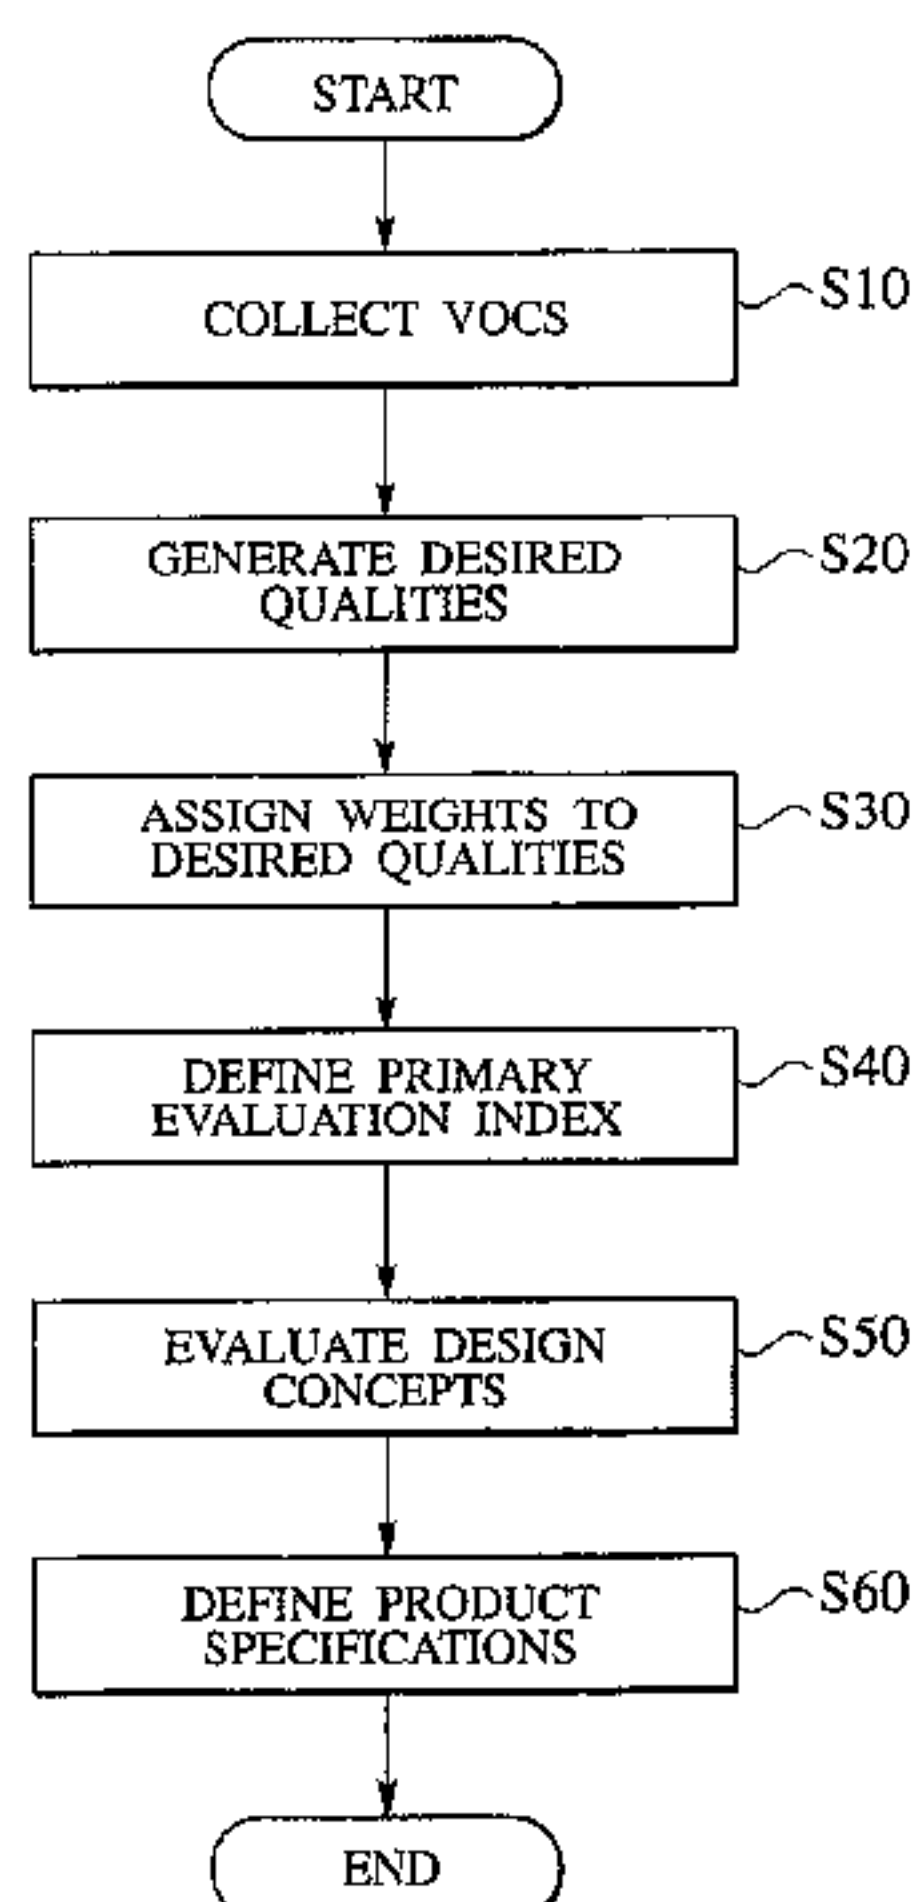 START
COLLECT VOCS
S10
GENERATE DESIRED
QUALITIES
S20
ASSIGN WEIGHTS TO
DESIRED QUALITIES
S30
DEFINE PRIMARY
EVALUATION INDEX
S40
EVALUATE DESIGN
CONCEPTS
S50
DEFINE PRODUCT
SPECIFICATIONS
S60
END